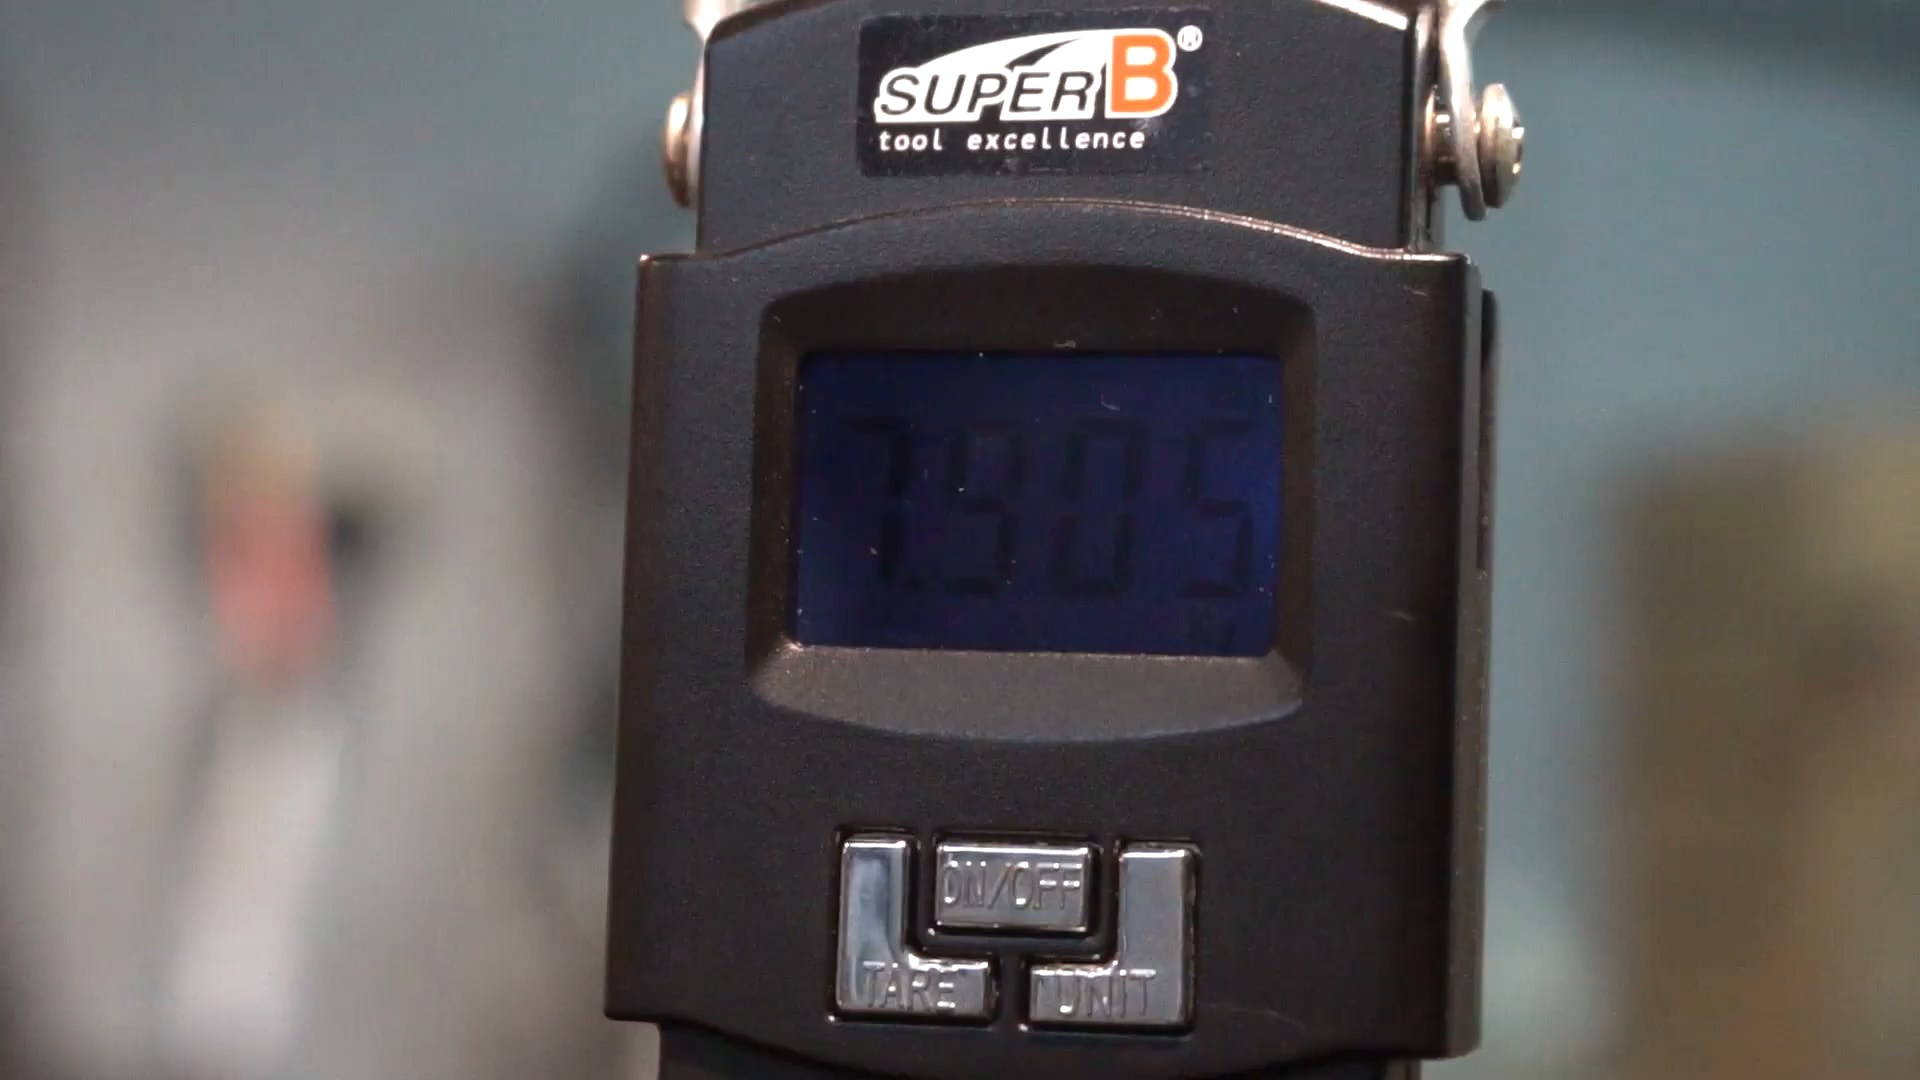 SUPER B®
tool excellence
7.505
ON/OFF
TARE
UNIT